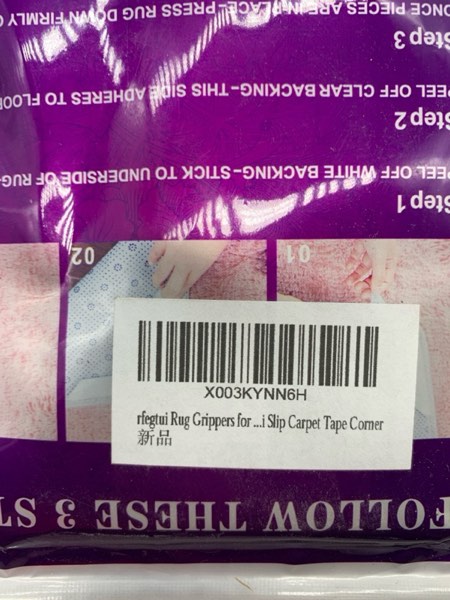 X003KYNN6H
rfegtui Rug Grippers for ...i Slip Carpet Tape Corner
新品
FOLLOW THESE 3 ST
01 02
Step 1
PEEL OFF WHITE BACKING-STICK TO UNDERSIDE OF RUG-
Step 2
PEEL OFF CLEAR BACKING-THIS SIDE ADHERES TO FLOOR
Step 3
ONCE PIECES ARE IN PLACE-PRESS RUG DOWN FIRMLY